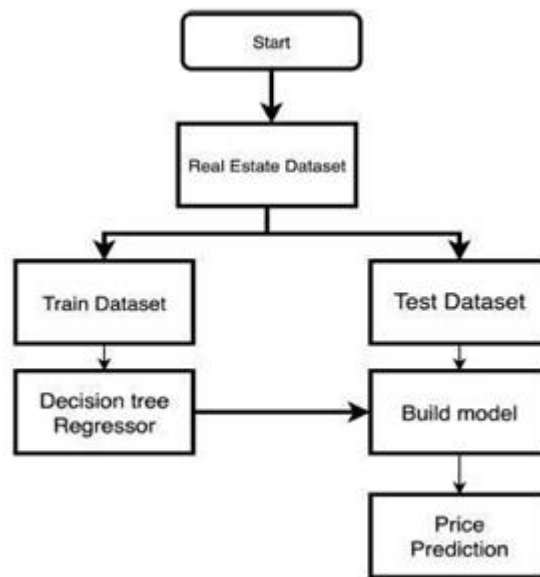 Start
Real Estate Dataset
Train Dataset
Test Dataset
Decision tree
Regressor
Build model
Price
Prediction